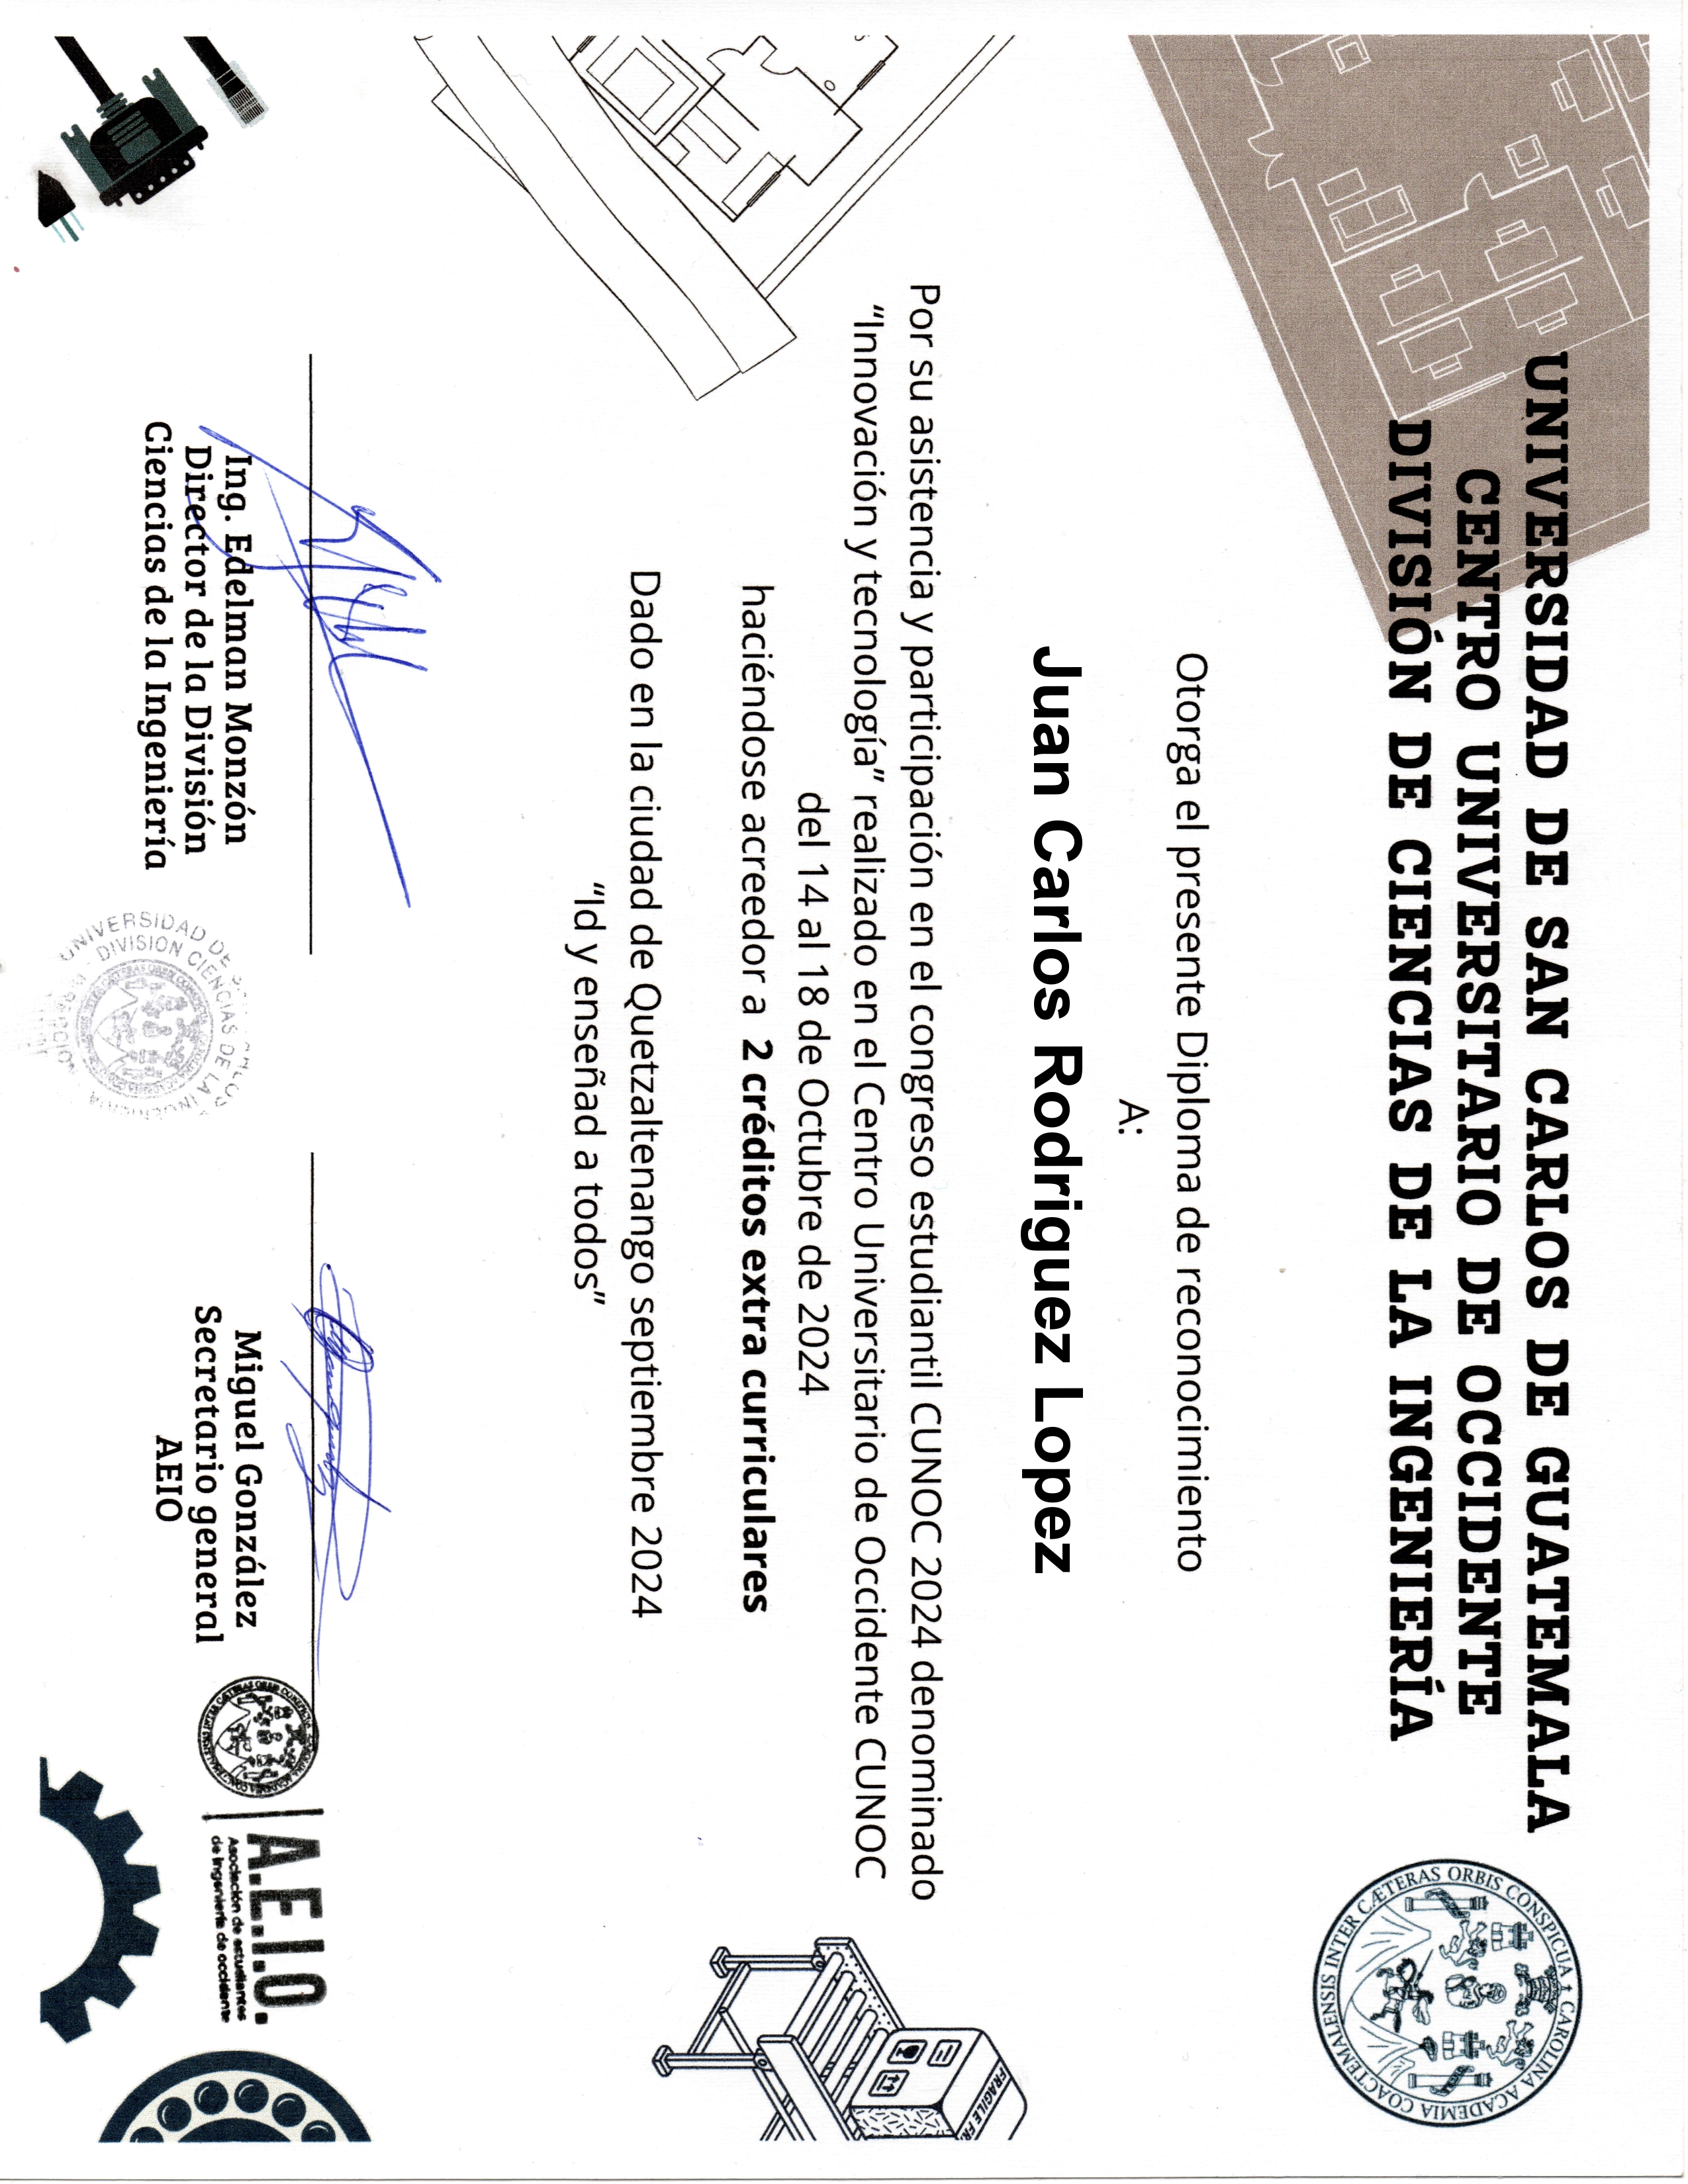 UNIVERSIDAD DE SAN CARLOS DE GUATEMALA
CENTRO UNIVERSITARIO DE OCCIDENTE
DIVISIÓN DE CIENCIAS DE LA INGENIERÍA
CAROLINA ACADEMIA COACTEMALENSIS INTER CÆTERAS ORBIS CONSPICUA
Otorga el presente Diploma de reconocimiento
A:
Juan Carlos Rodriguez Lopez
Por su asistencia y participación en el congreso estudiantil CUNOC 2024 denominado
“Innovación y tecnología” realizado en el Centro Universitario de Occidente CUNOC
del 14 al 18 de Octubre de 2024
haciéndose acreedor a 2 créditos extra curriculares
Dado en la ciudad de Quetzaltenango septiembre 2024
“Id y enseñad a todos”
FRAGILE
Ing. Edelman Monzón
Director de la División
Ciencias de la Ingeniería
UNIVERSIDAD DE
DIVISION CIENCIAS DE LA INGENIERIA
Miguel González
Secretario general
AEIO
A.E.I.O.
Asociación de estudiantes
de ingeniería de occidente